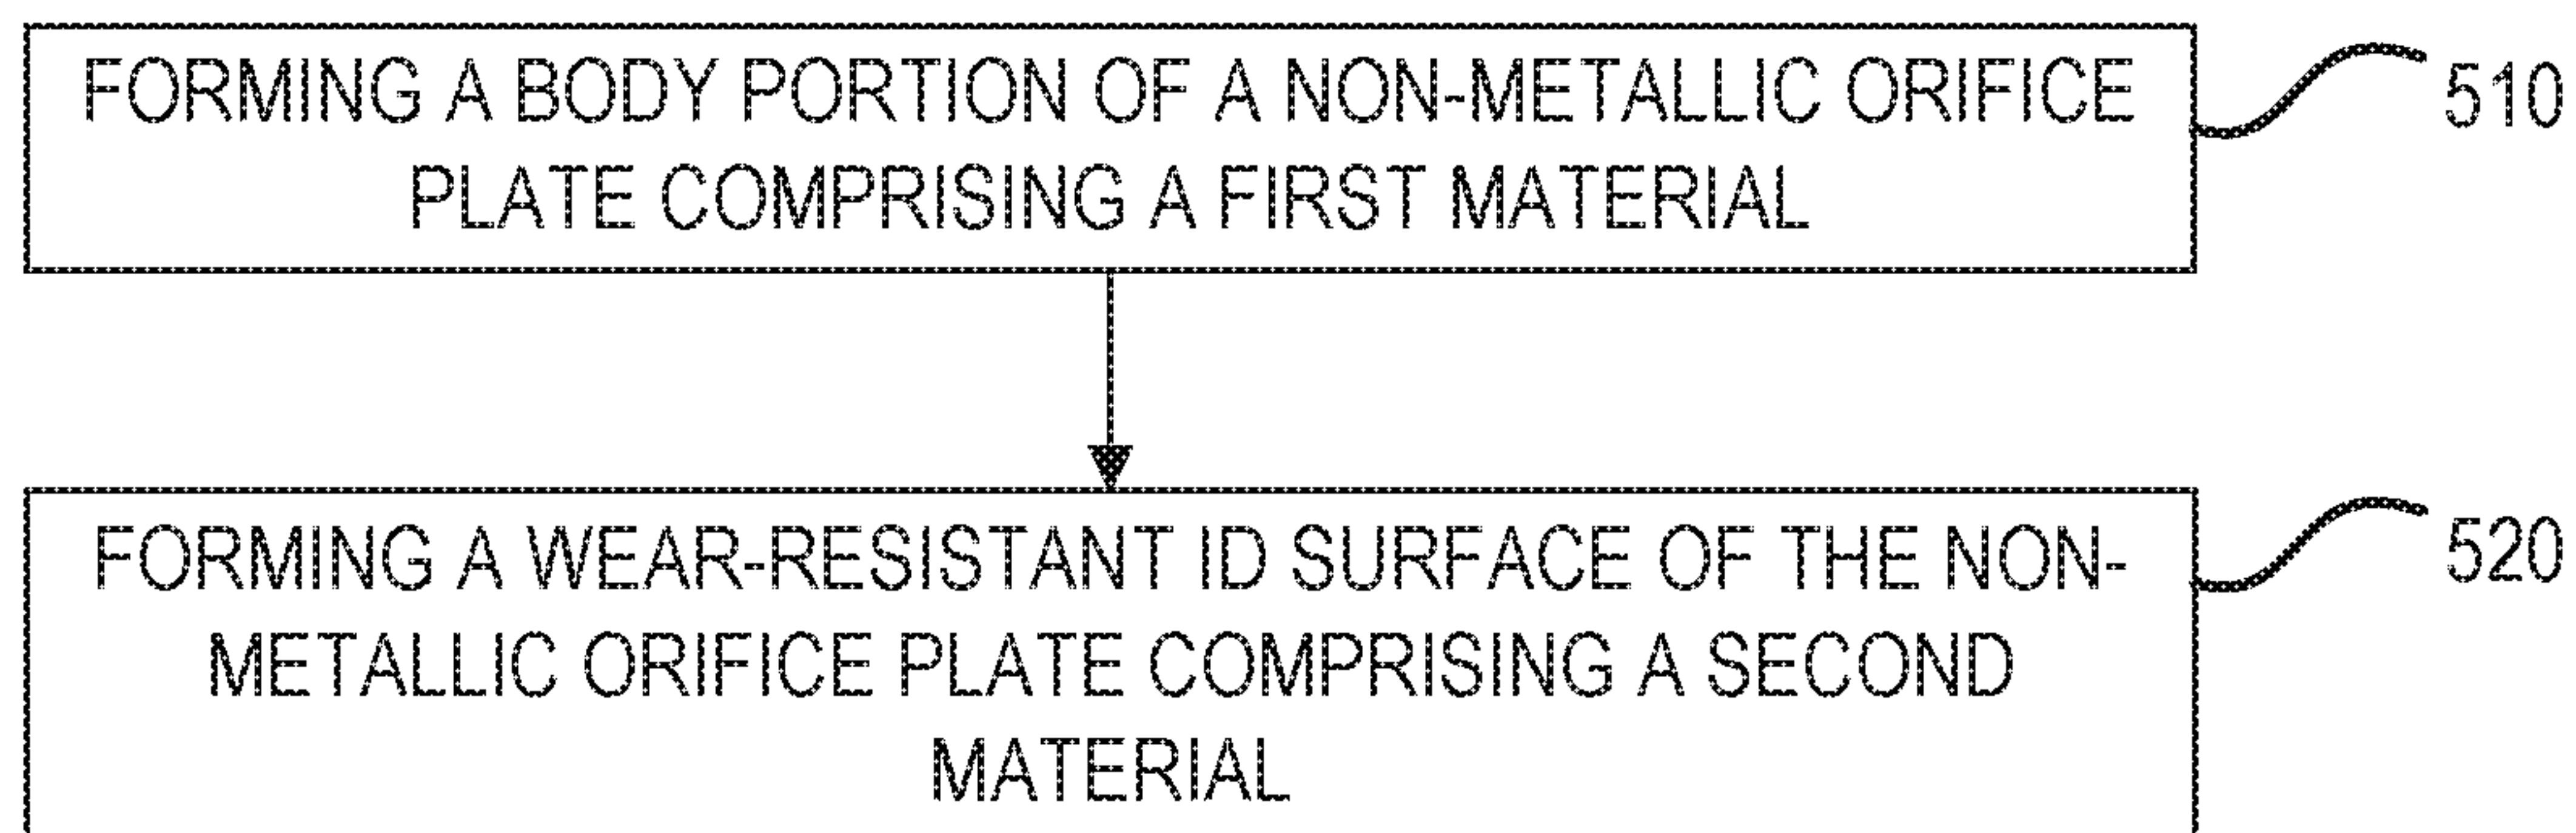 FORMING A BODY PORTION OF A NON-METALLIC ORIFICE
PLATE COMPRISING A FIRST MATERIAL
510
FORMING A WEAR-RESISTANT ID SURFACE OF THE NON-
METALLIC ORIFICE PLATE COMPRISING A SECOND
MATERIAL
520